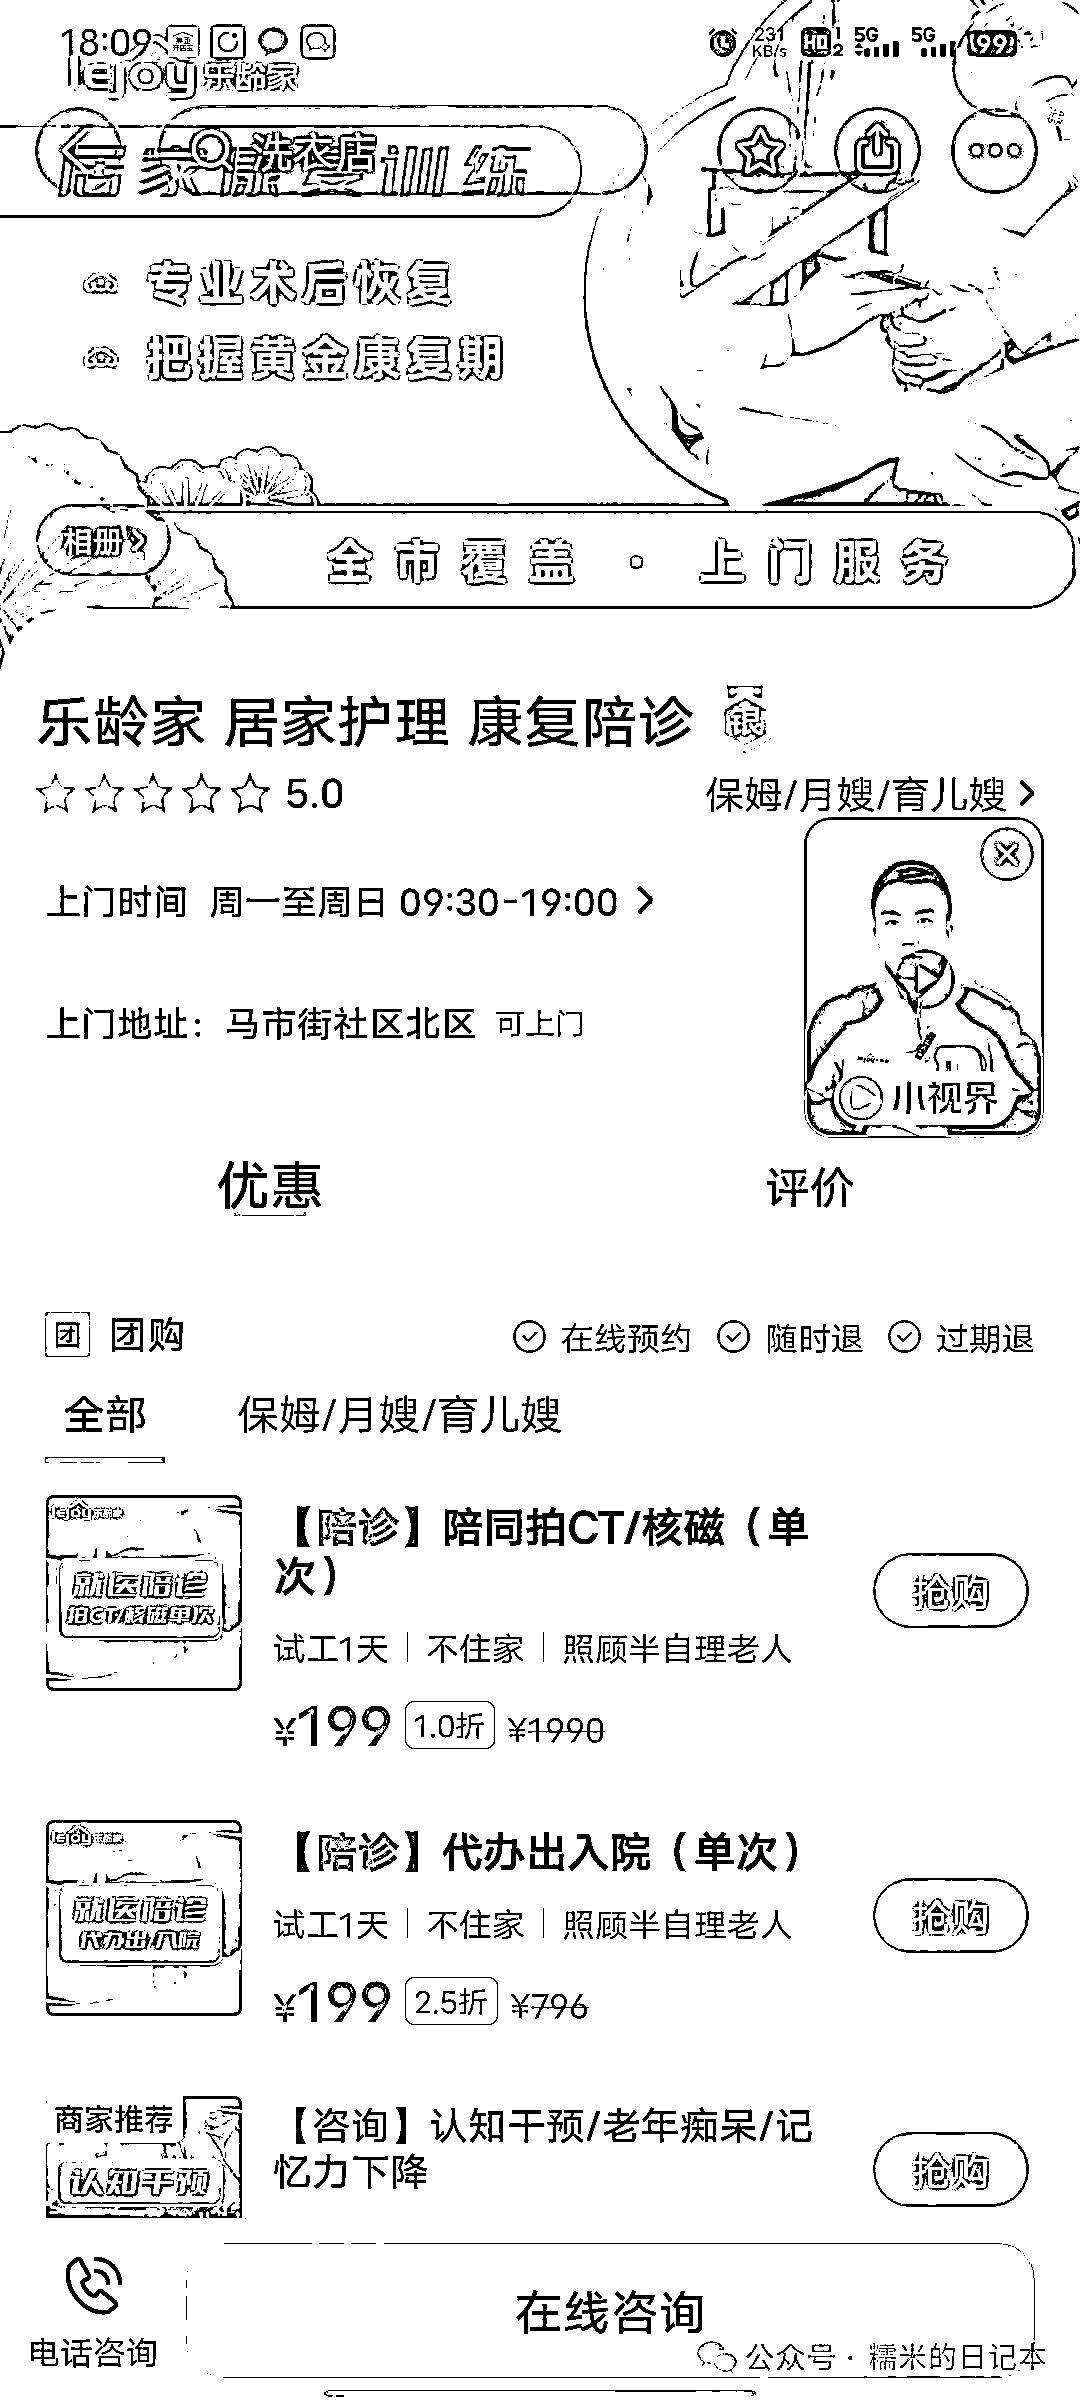 18:09
231 KB/s
HD 1 2
5G
5G
99
lejoy 乐龄家
洗衣店
居家康复训练
专业术后恢复
把握黄金康复期
相册
全市覆盖 · 上门服务
乐龄家 居家护理 康复陪诊
银
5.0
保姆/月嫂/育儿嫂
上门时间 周一至周日 09:30-19:00
上门地址：马市街社区北区 可上门
小视界
优惠
评价
团 团购
在线预约 随时退 过期退
全部
保姆/月嫂/育儿嫂
lejoy
就医陪诊
拍CT/核磁单次
【陪诊】陪同拍CT/核磁（单
次）
试工1天｜不住家｜照顾半自理老人
¥199 1.0折 ¥1990
抢购
lejoy
就医陪诊
代办出/入院
【陪诊】代办出入院（单次）
试工1天｜不住家｜照顾半自理老人
¥199 2.5折 ¥796
抢购
商家推荐
认知干预
【咨询】认知干预/老年痴呆/记
忆力下降
抢购
电话咨询
在线咨询
公众号 · 糯米的日记本